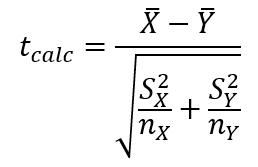 t_calc = (X̄ − Ȳ) / √(S_X² / n_X + S_Y² / n_Y)